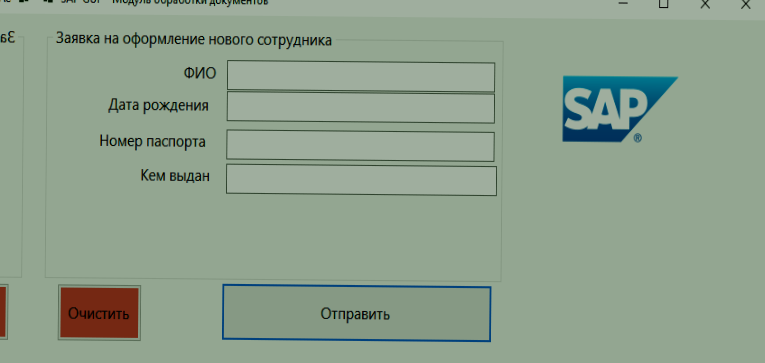 SAP GUI - Модуль обработки документов
Заявка на оформление нового сотрудника
ФИО
Дата рождения
Номер паспорта
Кем выдан
SAP
®
Очистить
Отправить